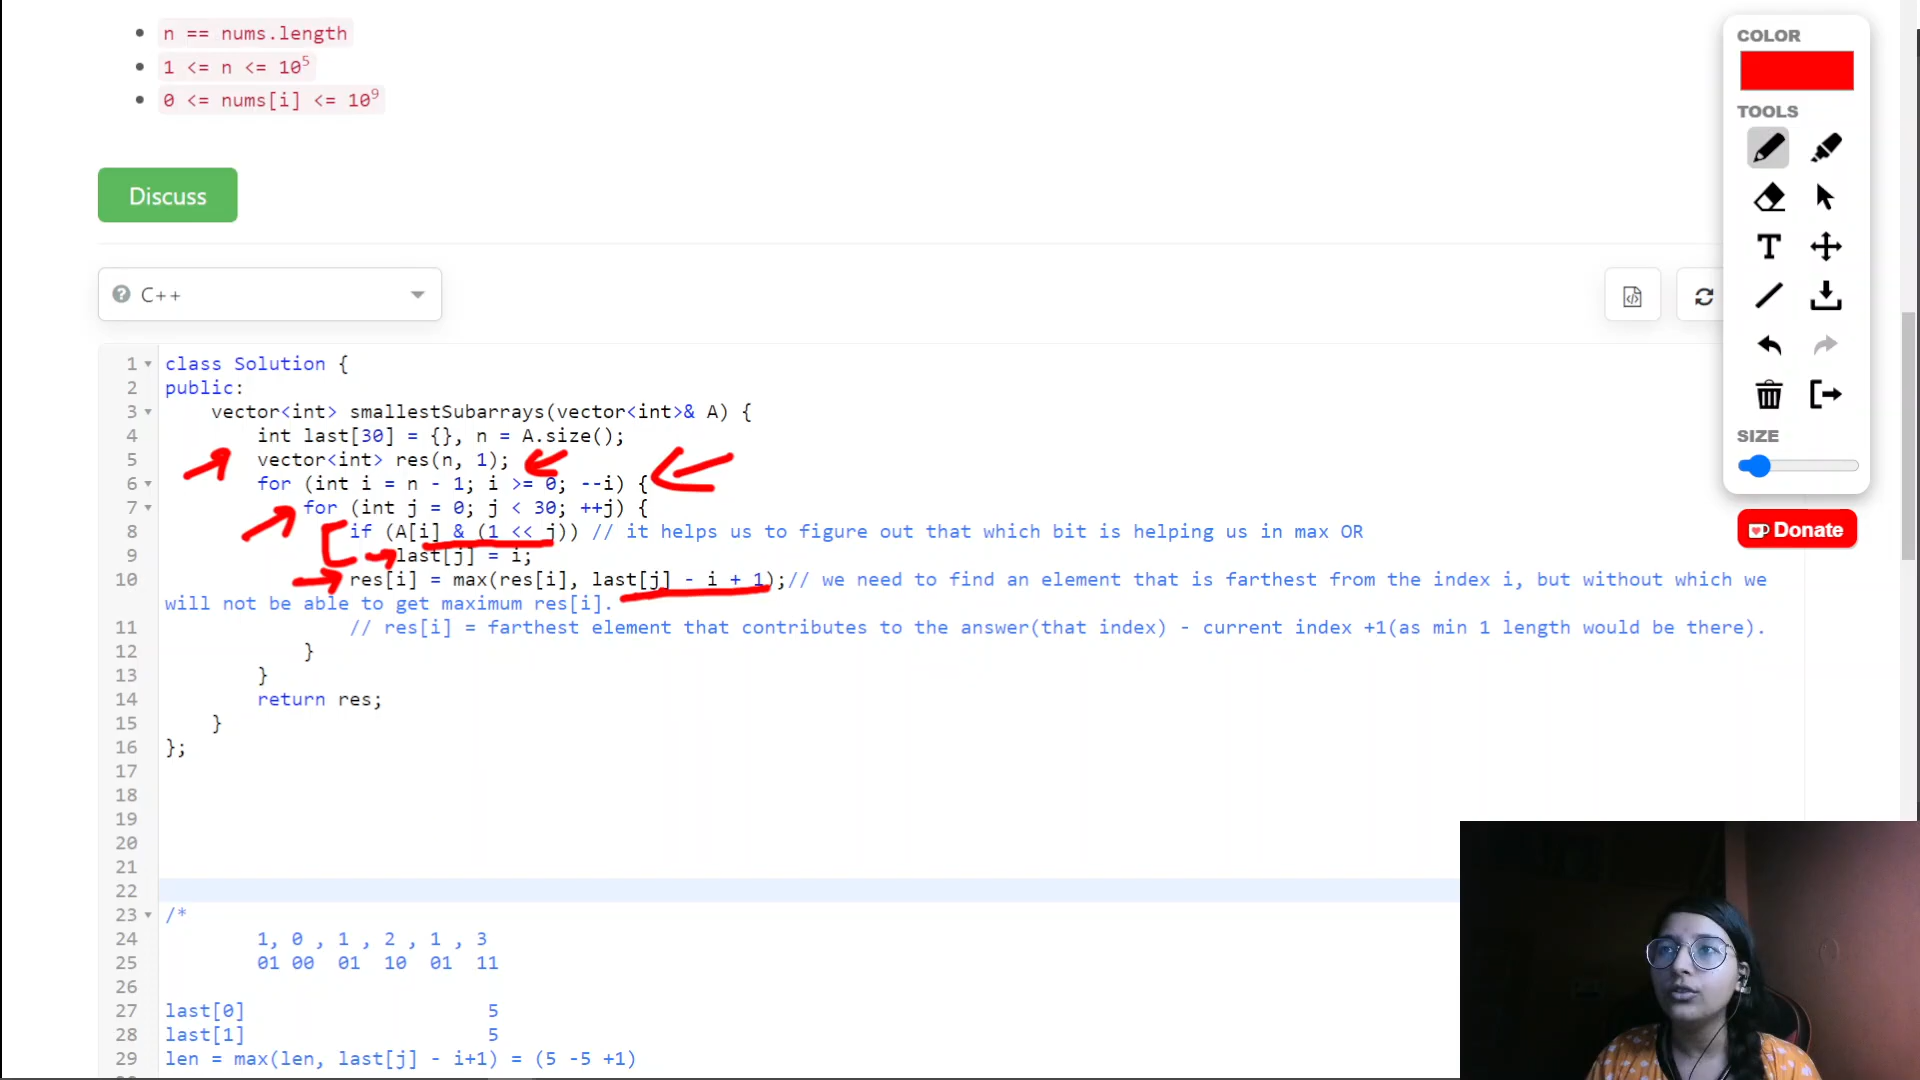 n == nums.length
1 <= n <= 10^5
0 <= nums[i] <= 10^9
Discuss
C++
1 class Solution {
2 public:
3 vector<int> smallestSubarrays(vector<int>& A) {
4 int last[30] = {}, n = A.size();
5 vector<int> res(n, 1);
6 for (int i = n - 1; i >= 0; --i) {
7 for (int j = 0; j < 30; ++j) {
8 if (A[i] & (1 << j)) // it helps us to figure out that which bit is helping us in max OR
9 last[j] = i;
10 res[i] = max(res[i], last[j] - i + 1);// we need to find an element that is farthest from the index i, but without which we
will not be able to get maximum res[i].
11 // res[i] = farthest element that contributes to the answer(that index) - current index +1(as min 1 length would be there).
12 }
13 }
14 return res;
15 }
16 };
17
18
19
20
21
22
23 /*
24 1, 0 , 1 , 2 , 1 , 3
25 01 00 01 10 01 11
26
27 last[0] 5
28 last[1] 5
29 len = max(len, last[j] - i+1) = (5 -5 +1)
COLOR
TOOLS
T
SIZE
Donate